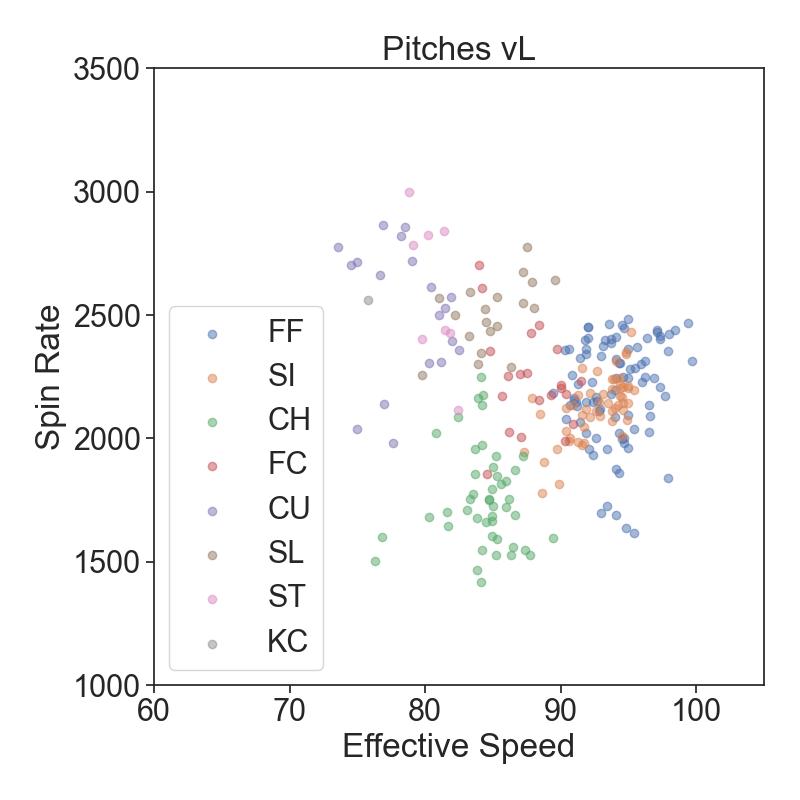 Pitches vL
3500
3000
2500
2000
1500
1000
Spin Rate
FF
SI
CH
FC
CU
SL
ST
KC
60 70 80 90 100
Effective Speed